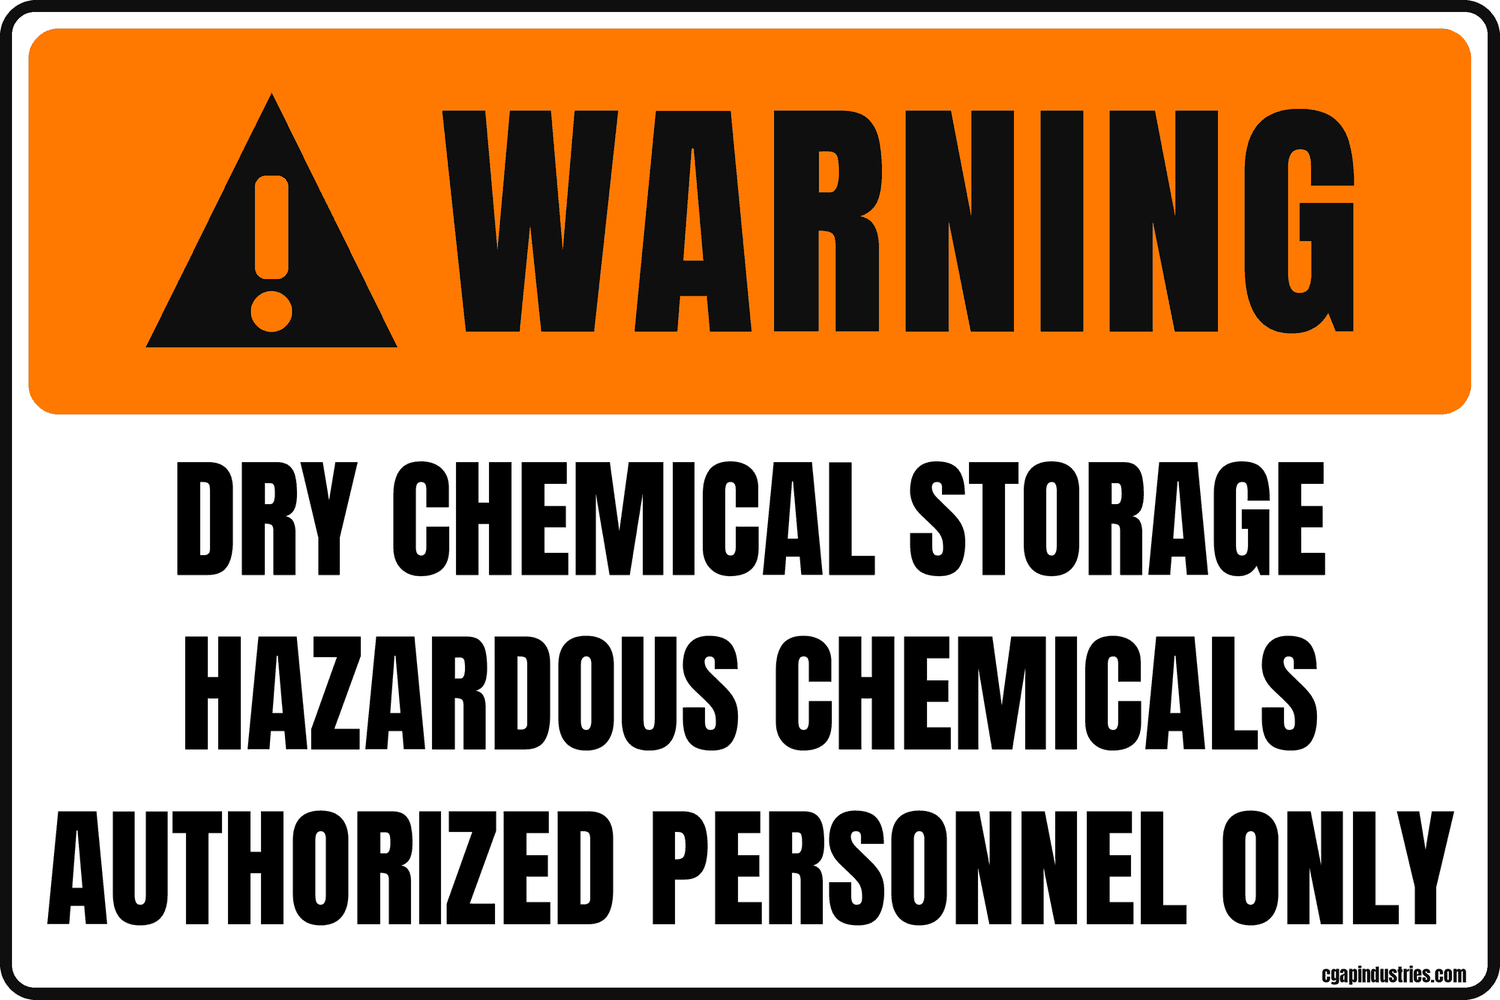 WARNING
DRY CHEMICAL STORAGE
HAZARDOUS CHEMICALS
AUTHORIZED PERSONNEL ONLY
cgapindustries.com